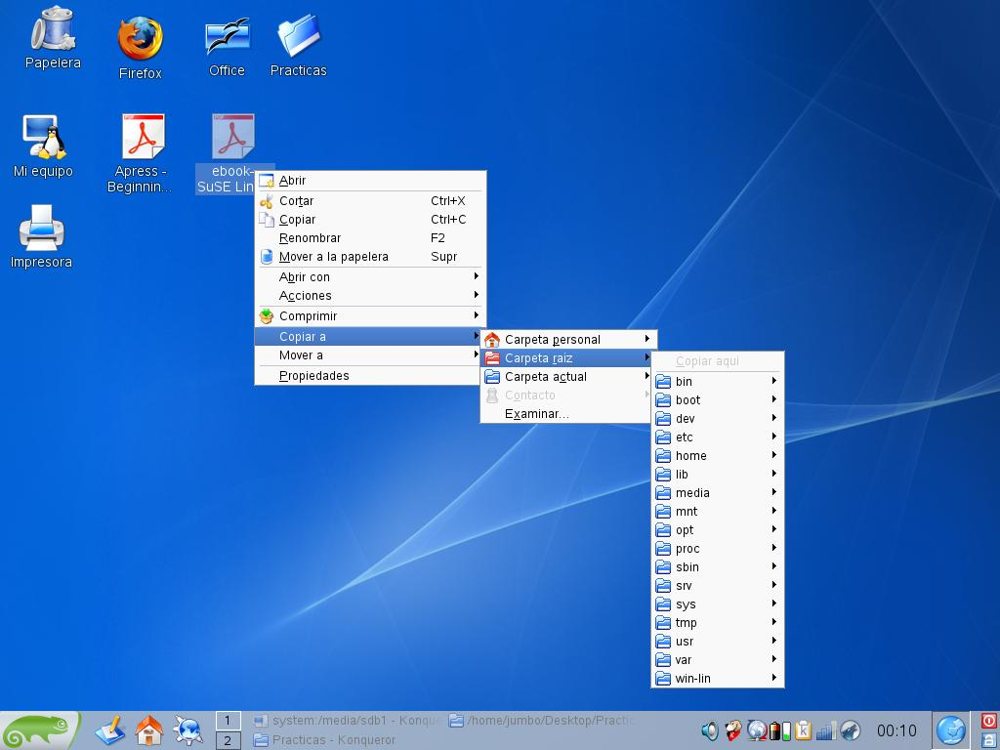 Papelera
Firefox
Office
Practicas
Mi equipo
Apress -
Beginnin...
ebook-
SuSE Lin
Impresora
Abrir
Cortar Ctrl+X
Copiar Ctrl+C
Renombrar F2
Mover a la papelera Supr
Abrir con
Acciones
Comprimir
Copiar a
Mover a
Propiedades
Carpeta personal
Carpeta raiz
Carpeta actual
Contacto
Examinar...
Copiar aqui
bin
boot
dev
etc
home
lib
media
mnt
opt
proc
sbin
srv
sys
tmp
usr
var
win-lin
1
2
system:/media/sdb1 - Konque
/home/jumbo/Desktop/Practic
Practicas - Konqueror
k
00:10